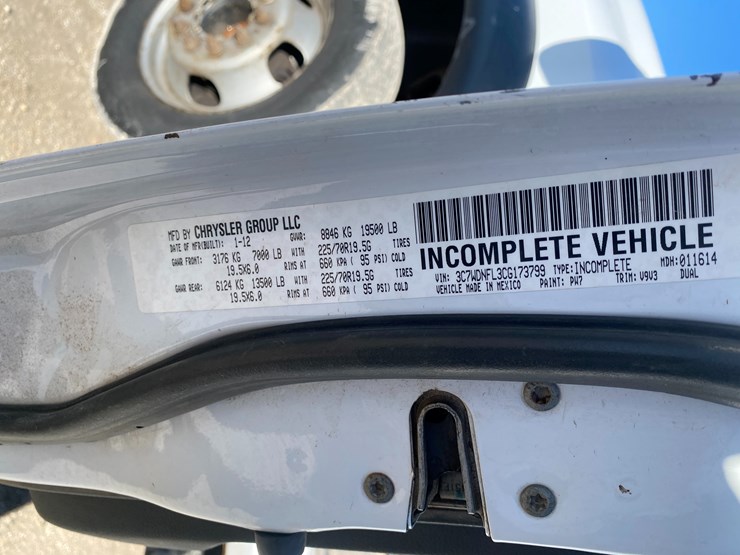 MFD BY CHRYSLER GROUP LLC
DATE OF MFR(BUILT): 1-12 GVWR: 8846 KG 19500 LB
GAWR FRONT: 3176 KG 7000 LB WITH 225/70R19.5G TIRES
19.5X6.0 RIMS AT 660 KPA ( 95 PSI) COLD
GAWR REAR: 6124 KG 13500 LB WITH 225/70R19.5G TIRES
19.5X6.0 RIMS AT 660 KPA ( 95 PSI) COLD
INCOMPLETE VEHICLE
VIN: 3C7WDNFL3CG173799 TYPE:INCOMPLETE MDH:011614
VEHICLE MADE IN MEXICO PAINT: PW7 TRIM: V9V3 DUAL